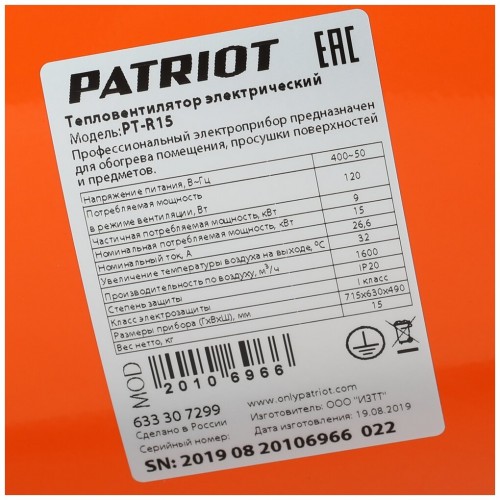 PATRIOT
EAC
Тепловентилятор электрический
Модель:PT-R15
Профессиональный электроприбор предназначен
для обогрева помещения, просушки поверхностей
и предметов.
Напряжение питания, В~Гц 400~50
Потребляемая мощность
в режиме вентиляции, Вт 120
Частичная потребляемая мощность, кВт 9
Номинальная потребляемая мощность, кВт 15
Номинальный ток, А 26,6
Увеличение температуры воздуха на выходе, ºС 32
Производительность по воздуху, м³/ч 1600
Степень защиты IP20
Класс электрозащиты I класс
Размеры прибора (ГхВхШ), мм 715х630х490
Вес нетто, кг 15
MOD
2010 6966
633 30 7299
Сделано в России
Серийный номер:
www.onlypatriot.com
Изготовитель: ООО "ИЗТТ"
Дата изготовления: 19.08.2019
SN: 2019 08 20106966 022